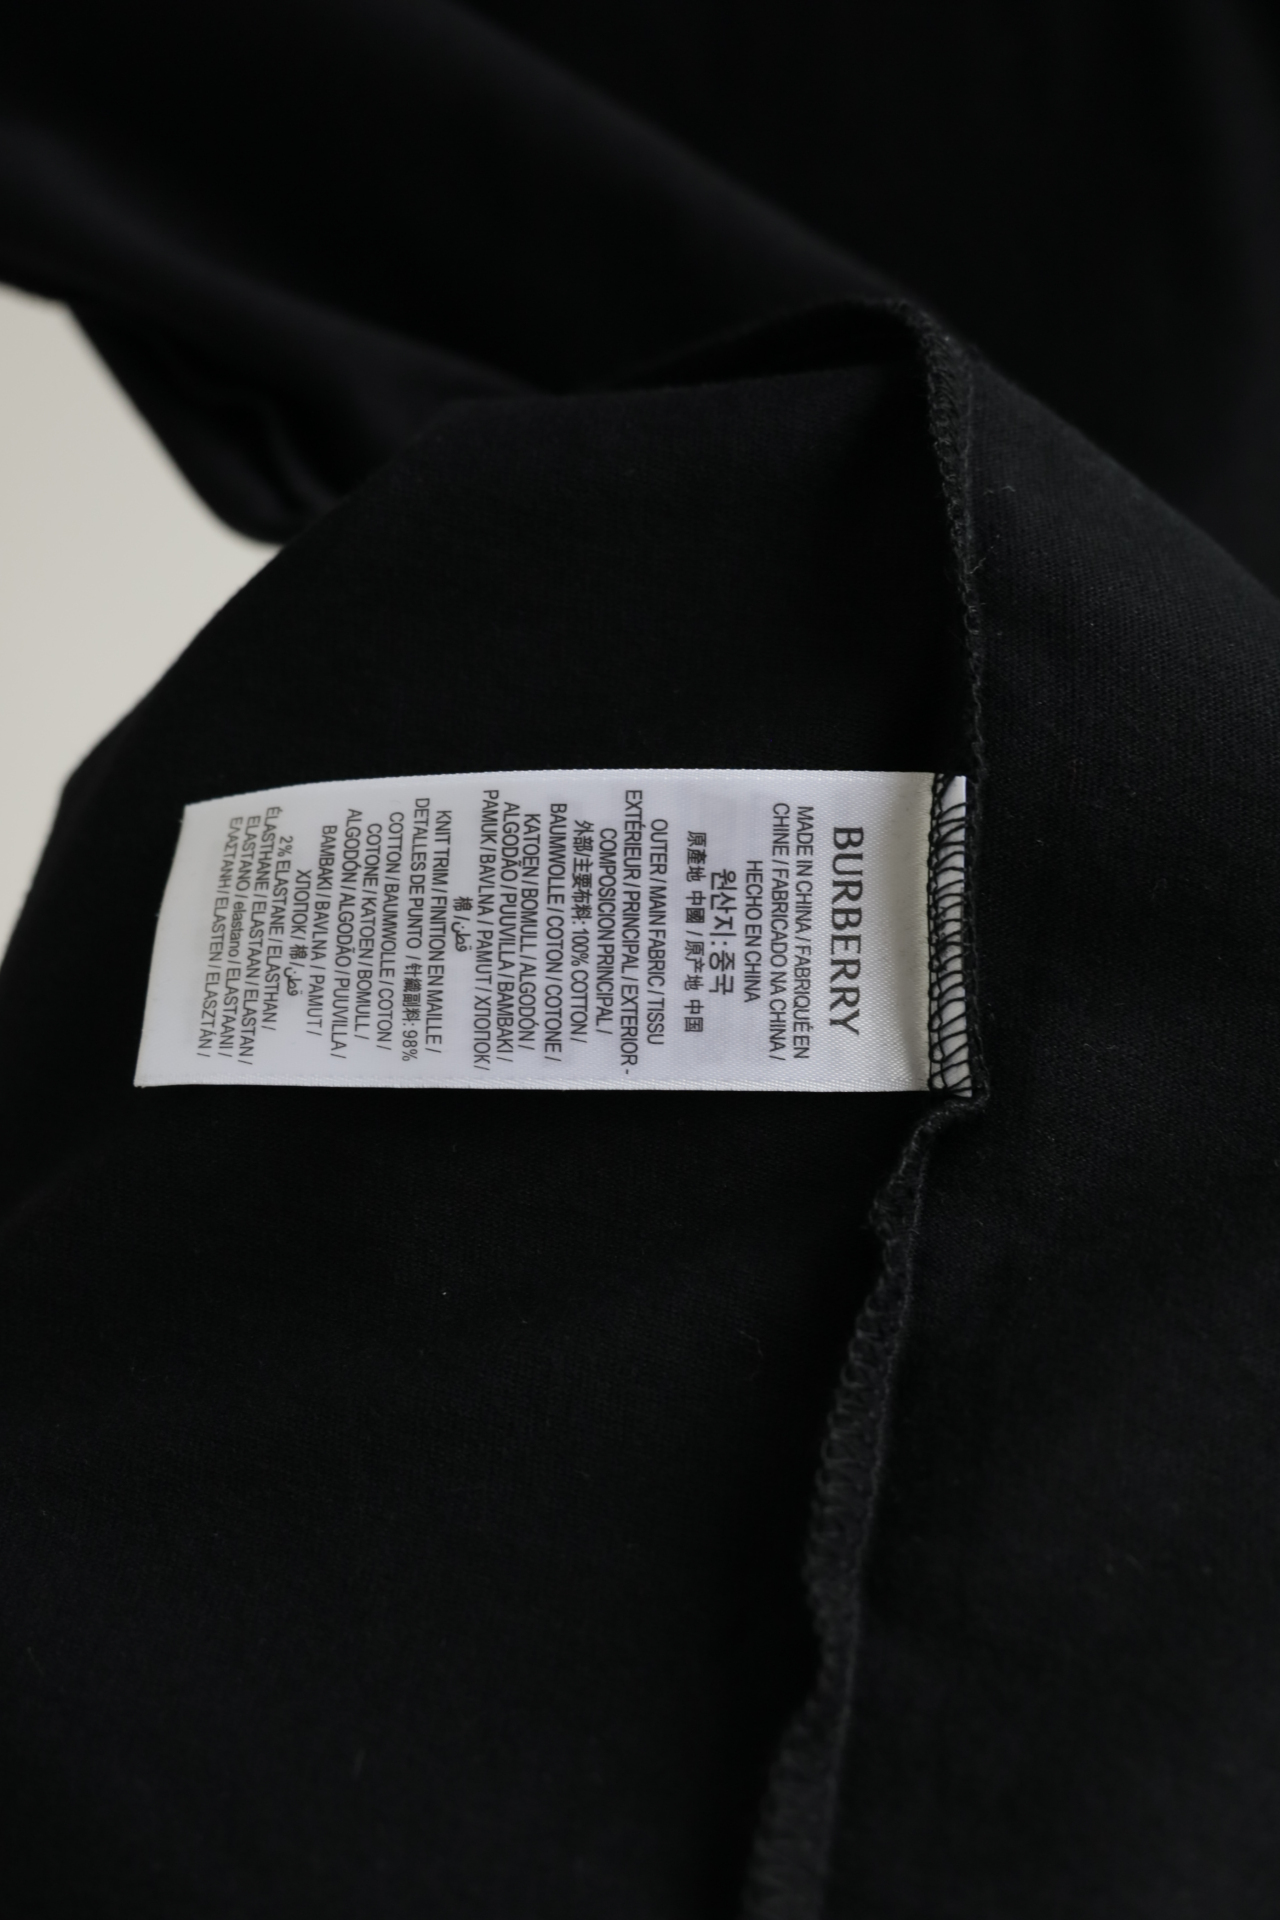 BURBERRY
MADE IN CHINA / FABRIQUÉ EN
CHINE / FABRICADO NA CHINA /
HECHO EN CHINA
원산지: 중국
原產地 中國 / 原产地 中国
OUTER / MAIN FABRIC / TISSU
EXTÉRIEUR / PRINCIPAL / EXTERIOR -
COMPOSICION PRINCIPAL /
外部/主要布料: 100% COTTON /
BAUMWOLLE / COTON / COTONE /
KATOEN / BOMULL / ALGODÓN /
ALGODÃO / PUUVILLA / BAMBAKI /
PAMUK / BAVLNA / PAMUT / ХЛОПОК /
棉 / قطن
KNIT TRIM / FINITION EN MAILLE /
DETALLES DE PUNTO / 针織副料: 98%
COTTON / BAUMWOLLE / COTON /
COTONE / KATOEN / BOMULL /
ALGODÓN / ALGODÃO / PUUVILLA /
BAMBAKI / BAVLNA / PAMUT /
ХЛОПОК / 棉 / قطن
2% ELASTANE / ELASTHAN /
ÉLASTHANE / ELASTAAN / ELASTAN /
ELASTANO / elastano / ELASTAANI /
ΕΛΑΣΤΑΝΗ / ELASTEN / ELASZTÁN /